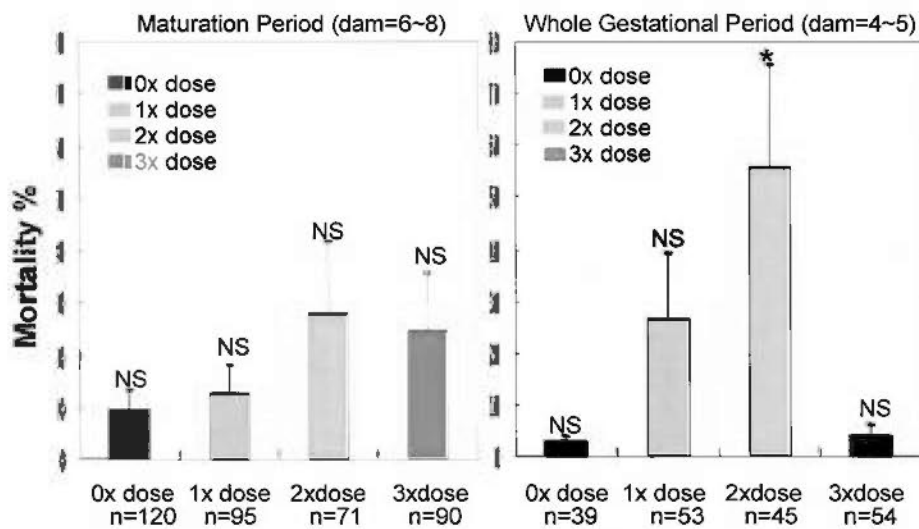 Maturation Period (dam=6~8)
0x dose
1x dose
2x dose
3x dose
Mortality %
NS
NS
NS
NS
0x dose
1x dose
2xdose
3xdose
n=120
n=95
n=71
n=90
Whole Gestational Period (dam=4~5)
0x dose
1x dose
2x dose
3x dose
NS
NS
*
NS
0x dose
1x dose
2xdose
3xdose
n=39
n=53
n=45
n=54